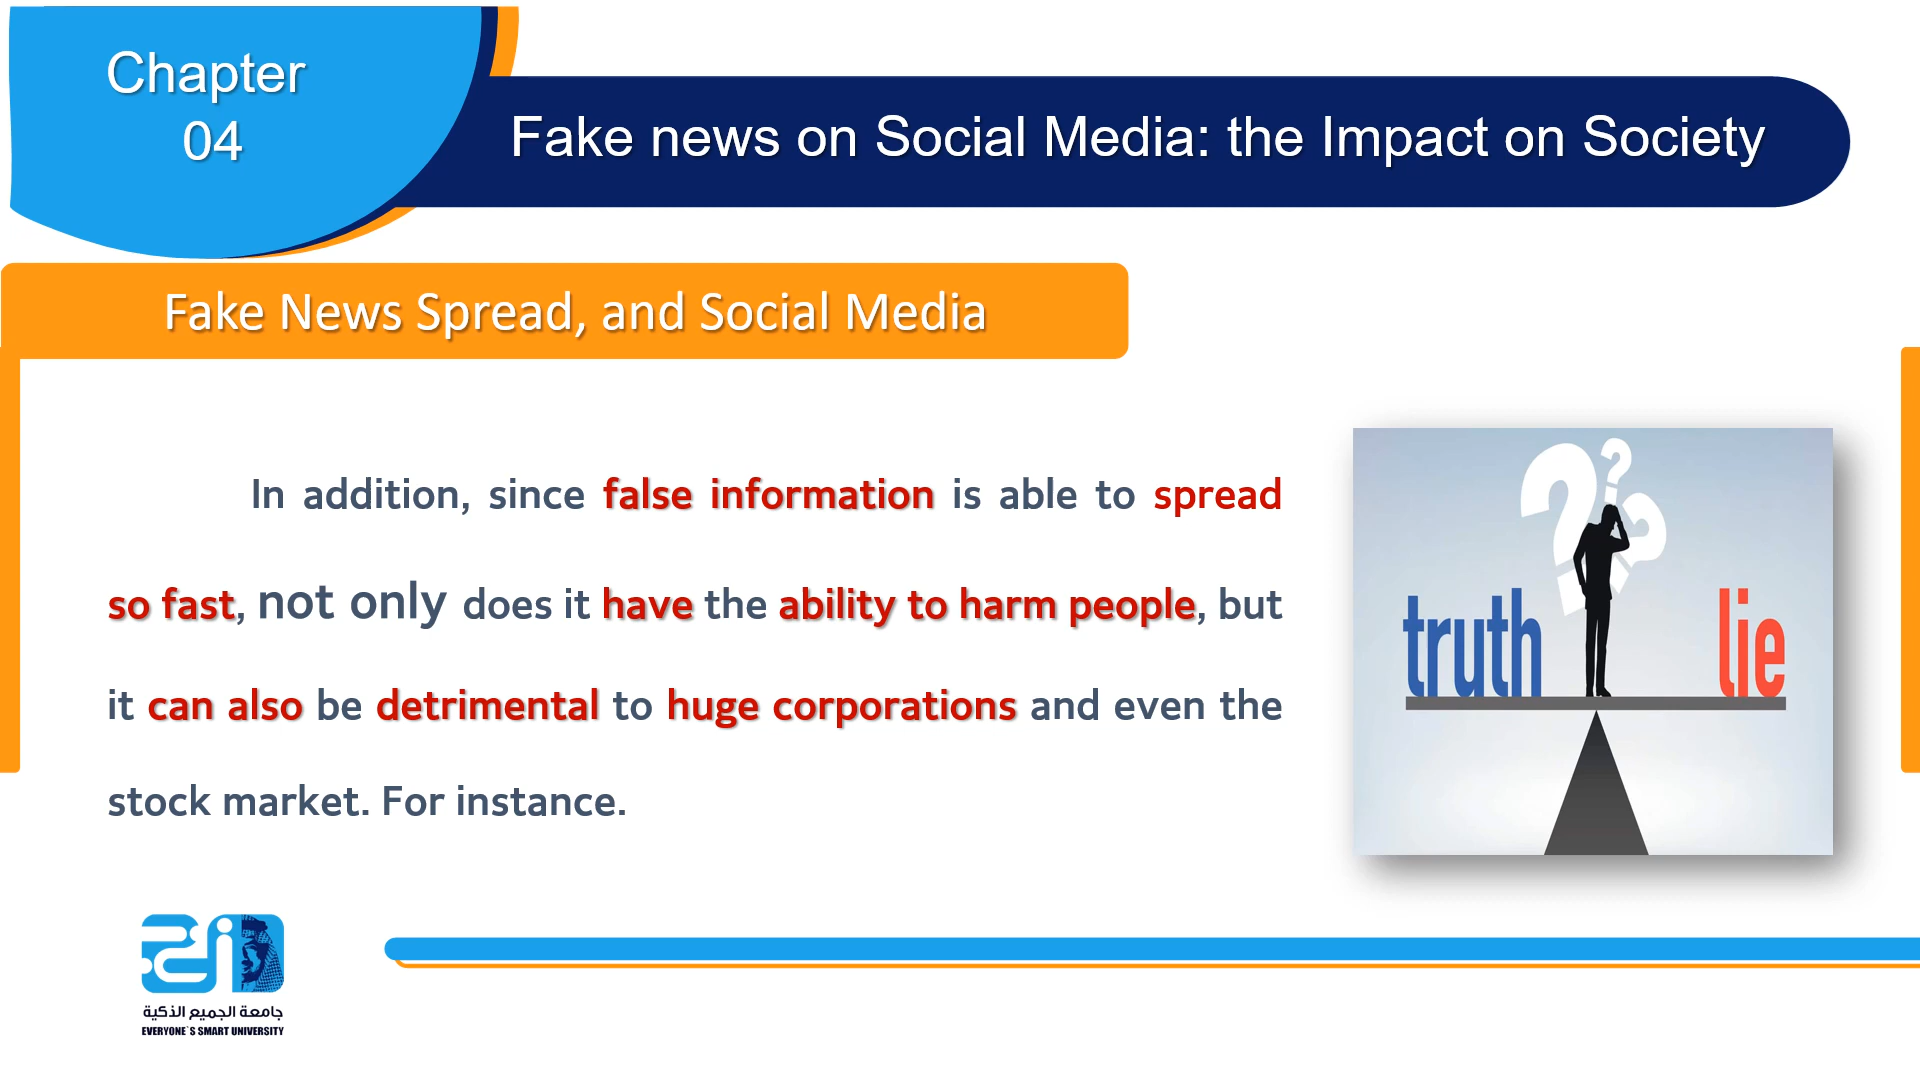 Chapter
04
Fake news on Social Media: the Impact on Society
Fake News Spread, and Social Media
In addition, since false information is able to spread
so fast, not only does it have the ability to harm people, but
it can also be detrimental to huge corporations and even the
stock market. For instance.
? ? ?
truth lie
جامعة الجميع الذكية
EVERYONE`S SMART UNIVERSITY